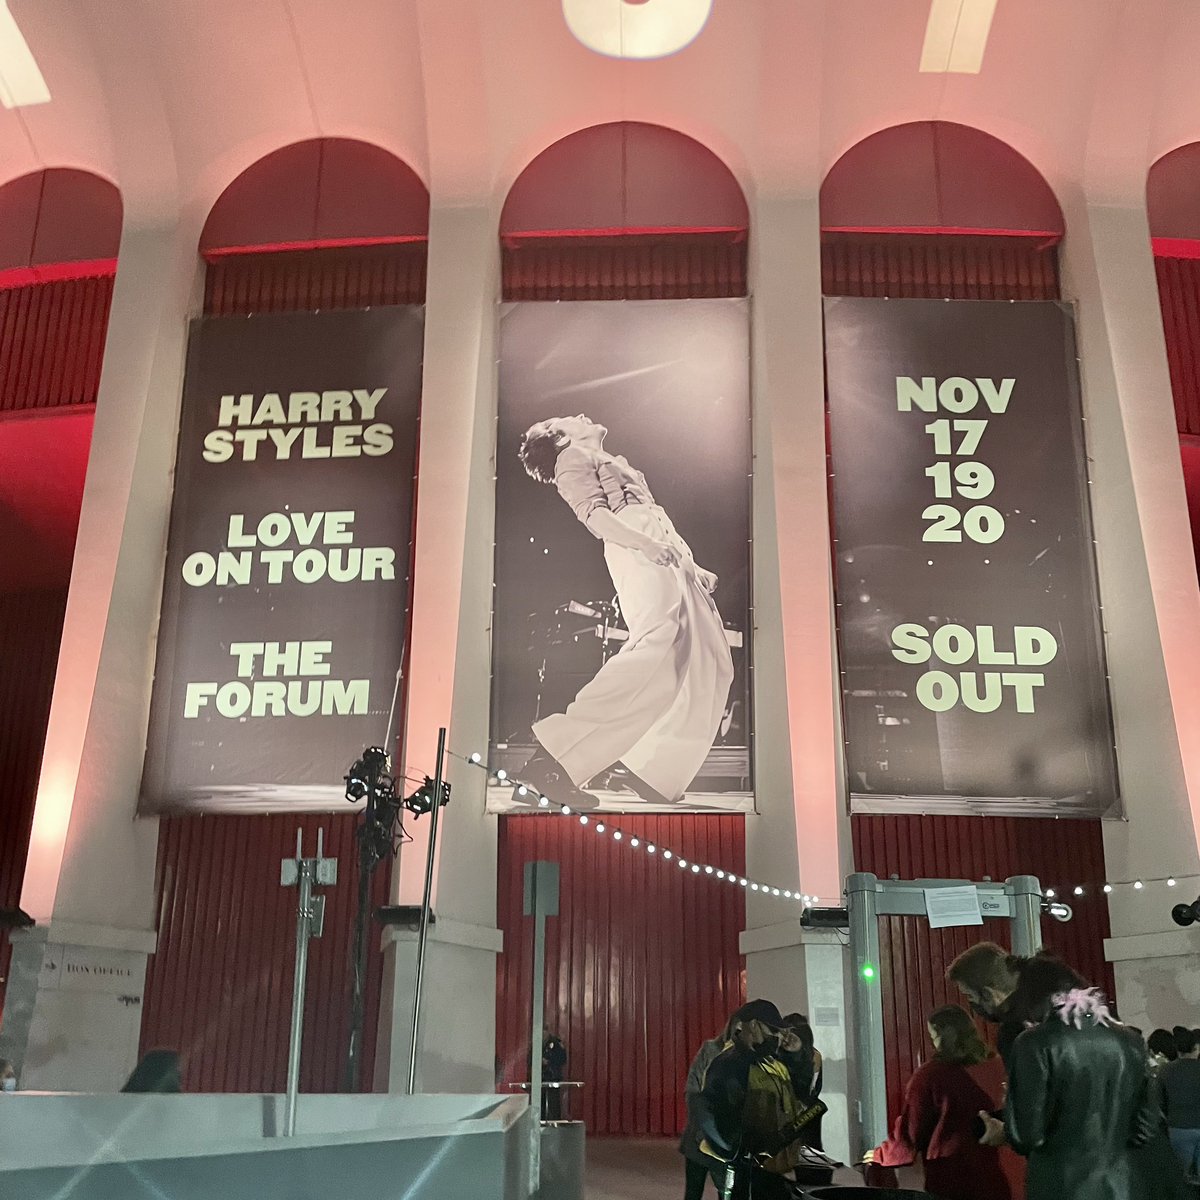 HARRY
STYLES
LOVE
ON TOUR
THE
FORUM
NOV
17
19
20
SOLD
OUT
BOX OFFICE